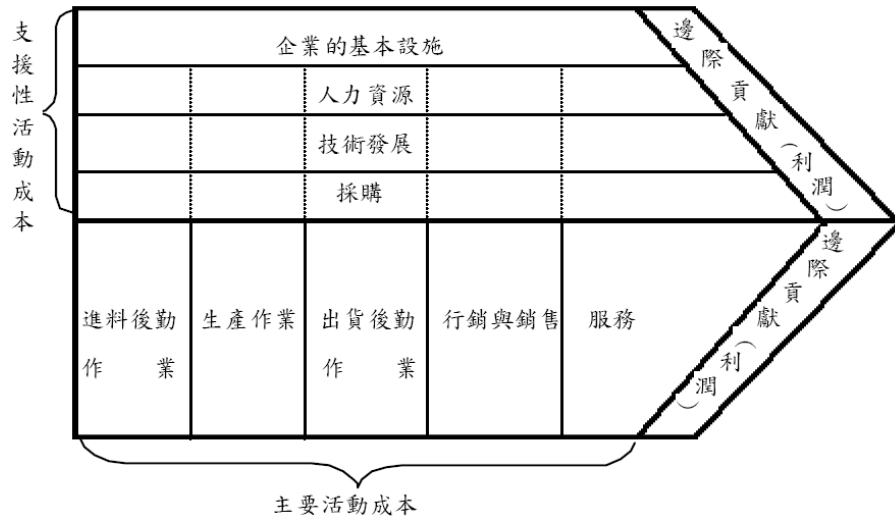 支援性活動成本
企業的基本設施
人力資源
技術發展
採購
邊際貢獻（利潤）
進料後勤
作業
生產作業
出貨後勤
作業
行銷與銷售
服務
邊際貢獻（利潤）
主要活動成本